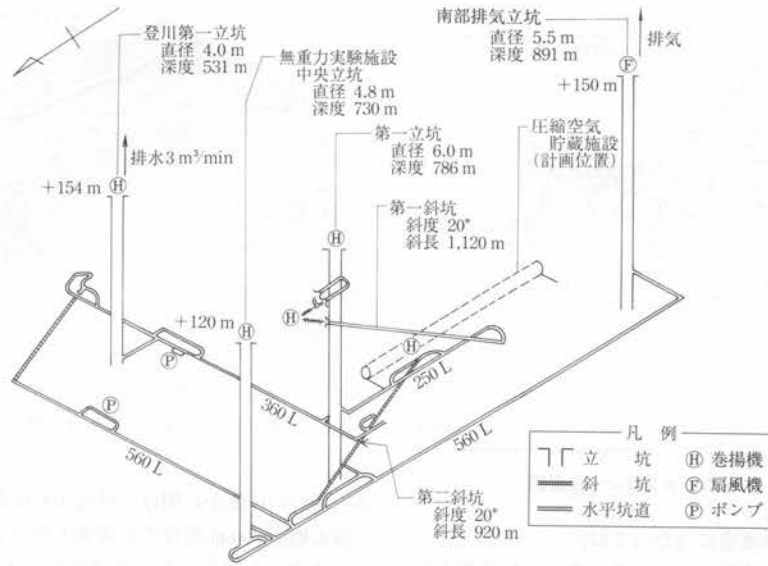 登川第一立坑
直径 4.0 m
深度 531 m
無重力実験施設
中央立坑
直径 4.8 m
深度 730 m
南部排気立坑
直径 5.5 m
深度 891 m
排気
Ⓕ
+150 m
第一立坑
直径 6.0 m
深度 786 m
圧縮空気
貯蔵施設
(計画位置)
排水3 m³/min
+154 m Ⓗ
第一斜坑
斜度 20°
斜長 1,120 m
Ⓗ
Ⓗ
+120 m
Ⓗ
Ⓗ
Ⓟ
Ⓟ
250 L
360 L
560 L
560 L
第二斜坑
斜度 20°
斜長 920 m
凡 例
立 坑 Ⓗ 巻揚機
斜 坑 Ⓕ 扇風機
水平坑道 Ⓟ ポンプ